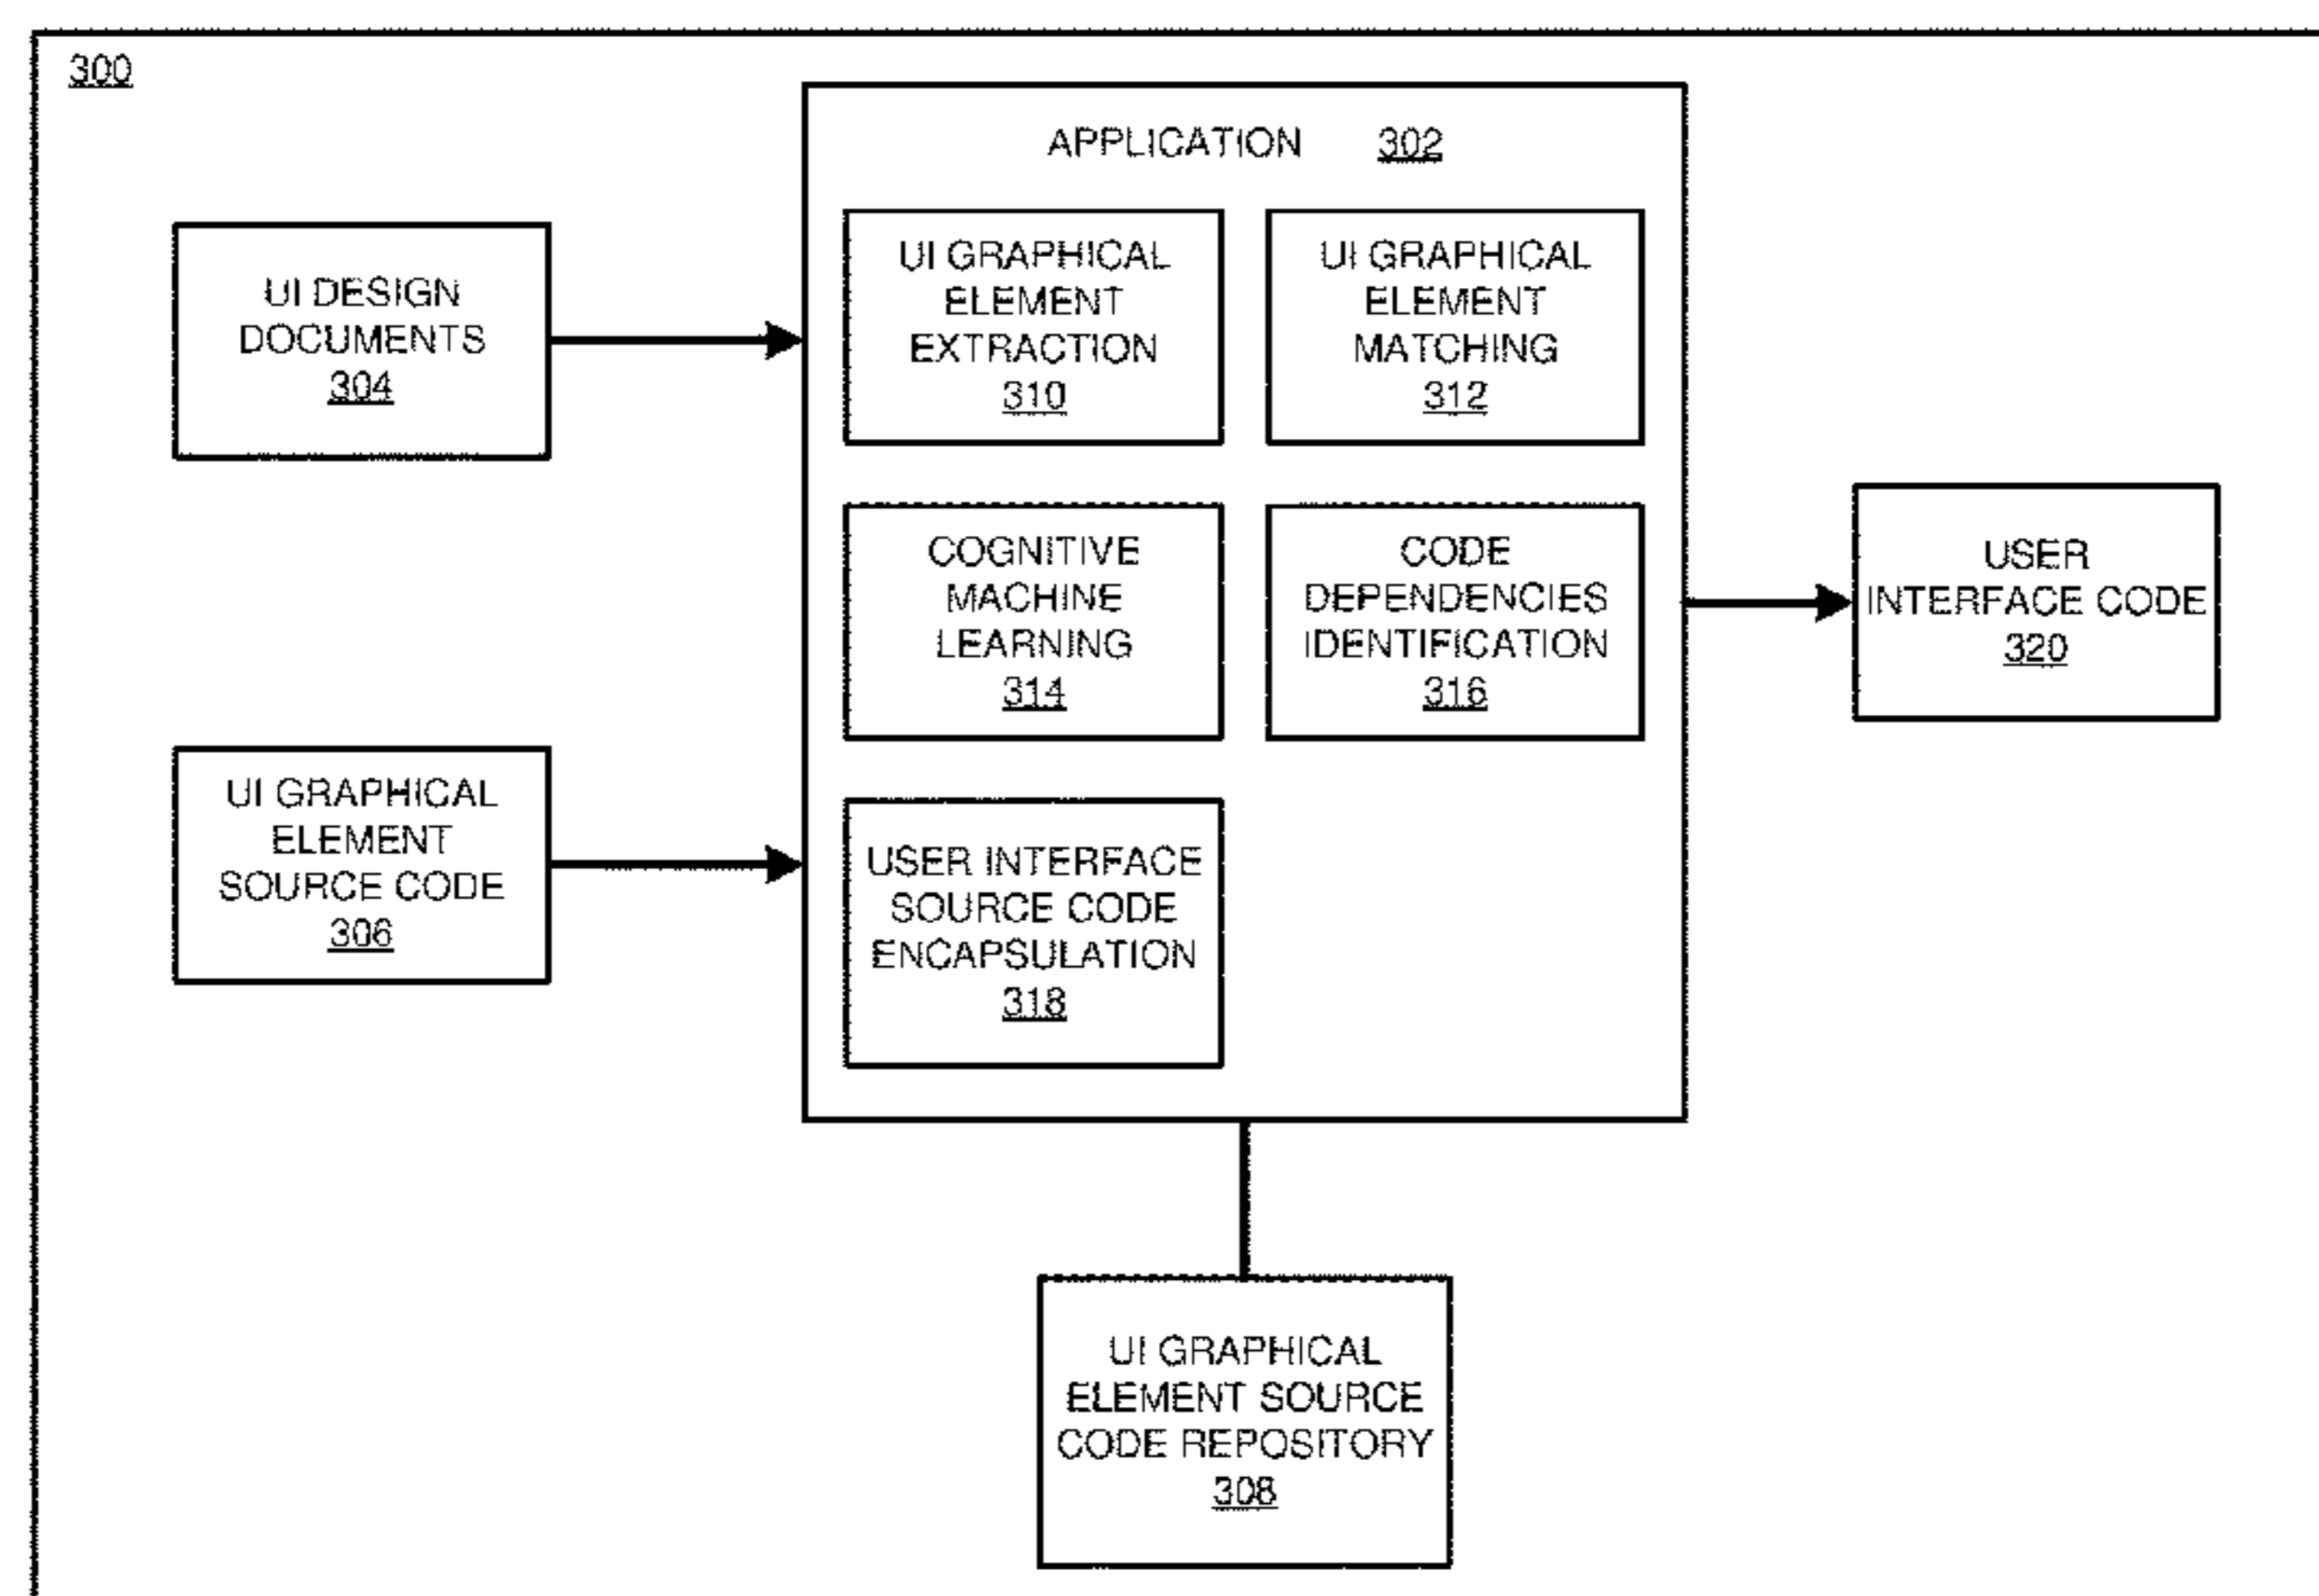 300
APPLICATION 302
UI DESIGN
DOCUMENTS
304
UI GRAPHICAL
ELEMENT
EXTRACTION
310
UI GRAPHICAL
ELEMENT
MATCHING
312
COGNITIVE
MACHINE
LEARNING
314
CODE
DEPENDENCIES
IDENTIFICATION
316
USER
INTERFACE CODE
320
UI GRAPHICAL
ELEMENT
SOURCE CODE
306
USER INTERFACE
SOURCE CODE
ENCAPSULATION
318
UI GRAPHICAL
ELEMENT SOURCE
CODE REPOSITORY
308